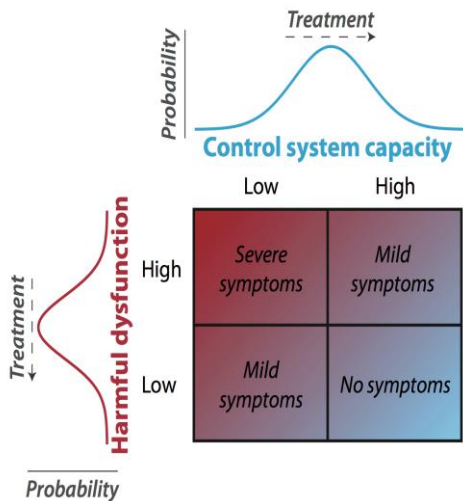 Treatment
Probability
Control system capacity
Low High
Harmful dysfunction
Treatment
High
Severe
symptoms
Mild
symptoms
Low
Mild
symptoms
No symptoms
Probability